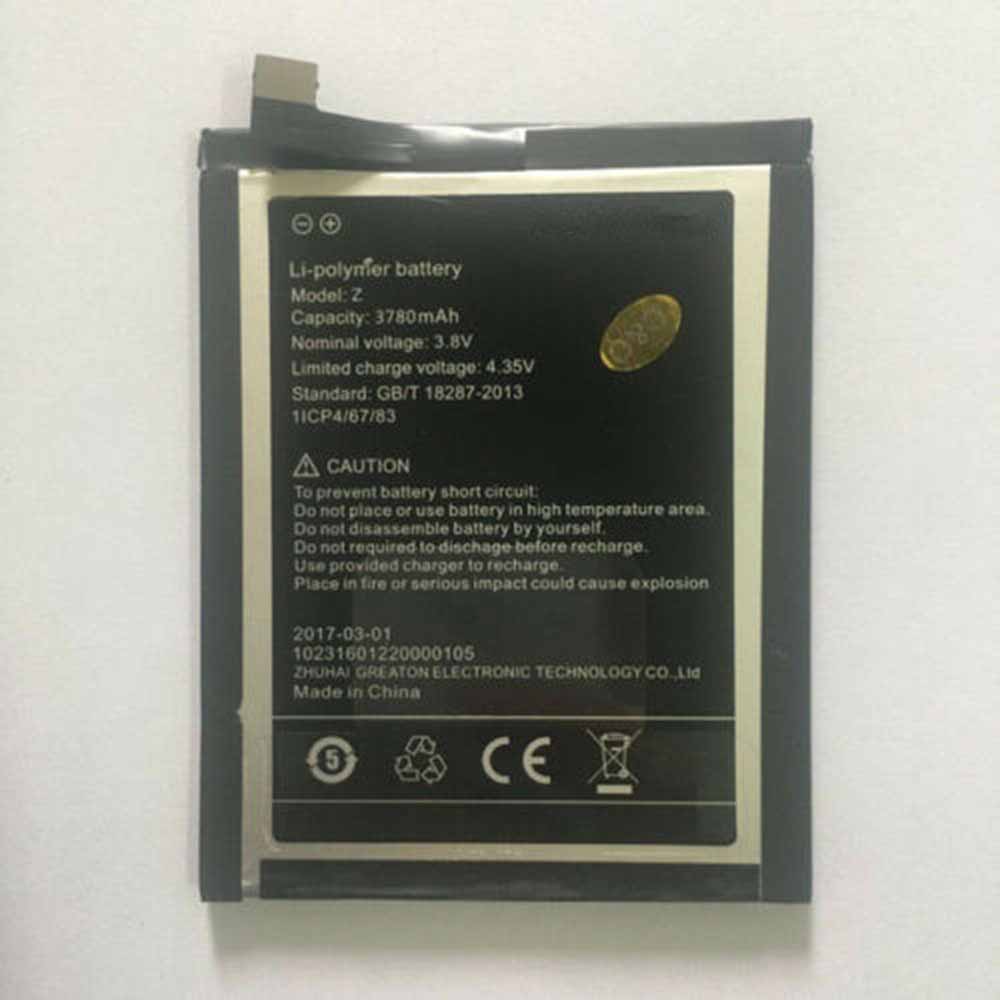 Li-polymer battery
Model: Z
Capacity: 3780mAh
Nominal voltage: 3.8V
Limited charge voltage: 4.35V
Standard: GB/T 18287-2013
1ICP4/67/83
CAUTION
To prevent battery short circuit:
Do not place or use battery in high temperature area.
Do not disassemble battery by yourself.
Do not required to discharge before recharge.
Use provided charger to recharge.
Place in fire or serious impact could cause explosion
2017-03-01
10231601220000105
ZHUHAI GREATON ELECTRONIC TECHNOLOGY CO.,Ltd
Made in China
5
CE